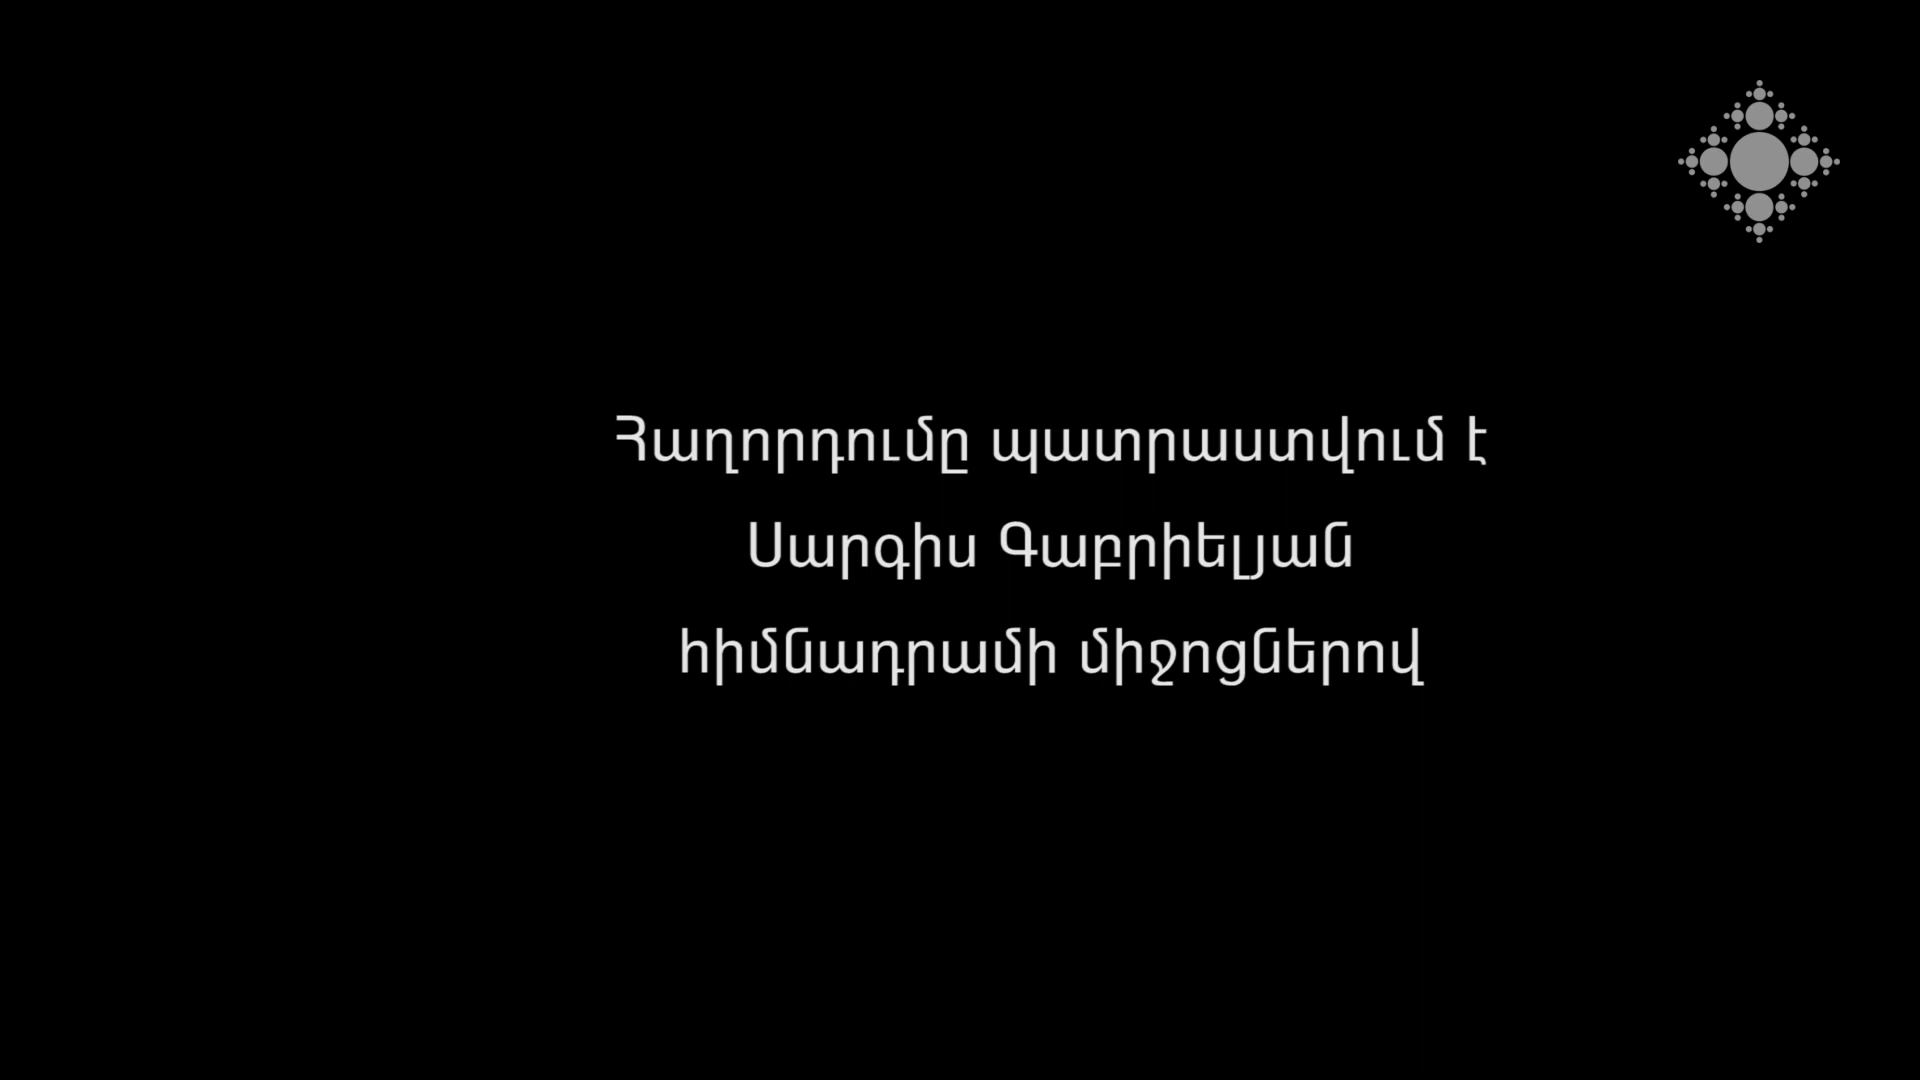 Հաղորդումը պատրաստվում է
Սարգիս Գաբրիելյան
հիմնադրամի միջոցներով